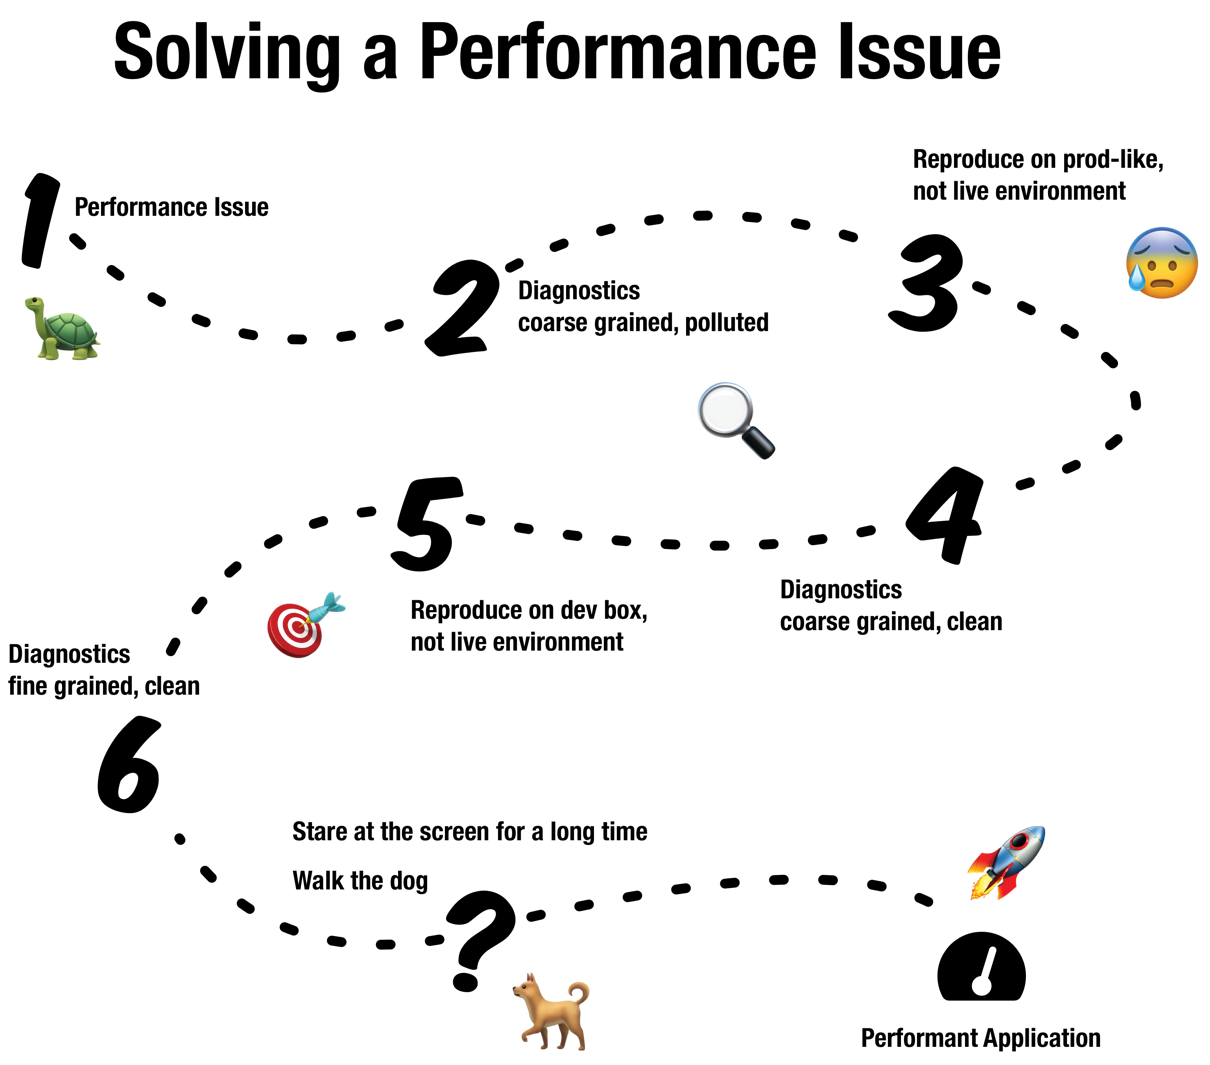 Solving a Performance Issue
1
Performance Issue
2
Diagnostics
coarse grained, polluted
Reproduce on prod-like,
not live environment
3
4
Diagnostics
coarse grained, clean
5
Reproduce on dev box,
not live environment
Diagnostics
fine grained, clean
6
Stare at the screen for a long time
Walk the dog
?
Performant Application